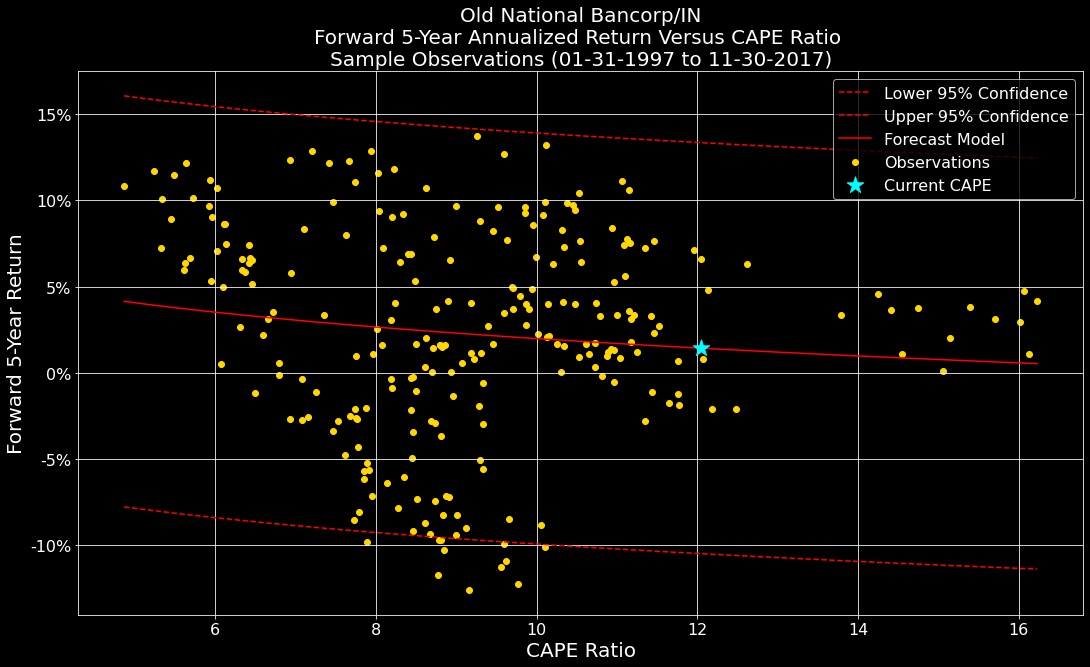 Old National Bancorp/IN
Forward 5-Year Annualized Return Versus CAPE Ratio
Sample Observations (01-31-1997 to 11-30-2017)
Lower 95% Confidence
Upper 95% Confidence
Forecast Model
Observations
Current CAPE
Forward 5-Year Return
15%
10%
5%
0%
-5%
-10%
6 8 10 12 14 16
CAPE Ratio